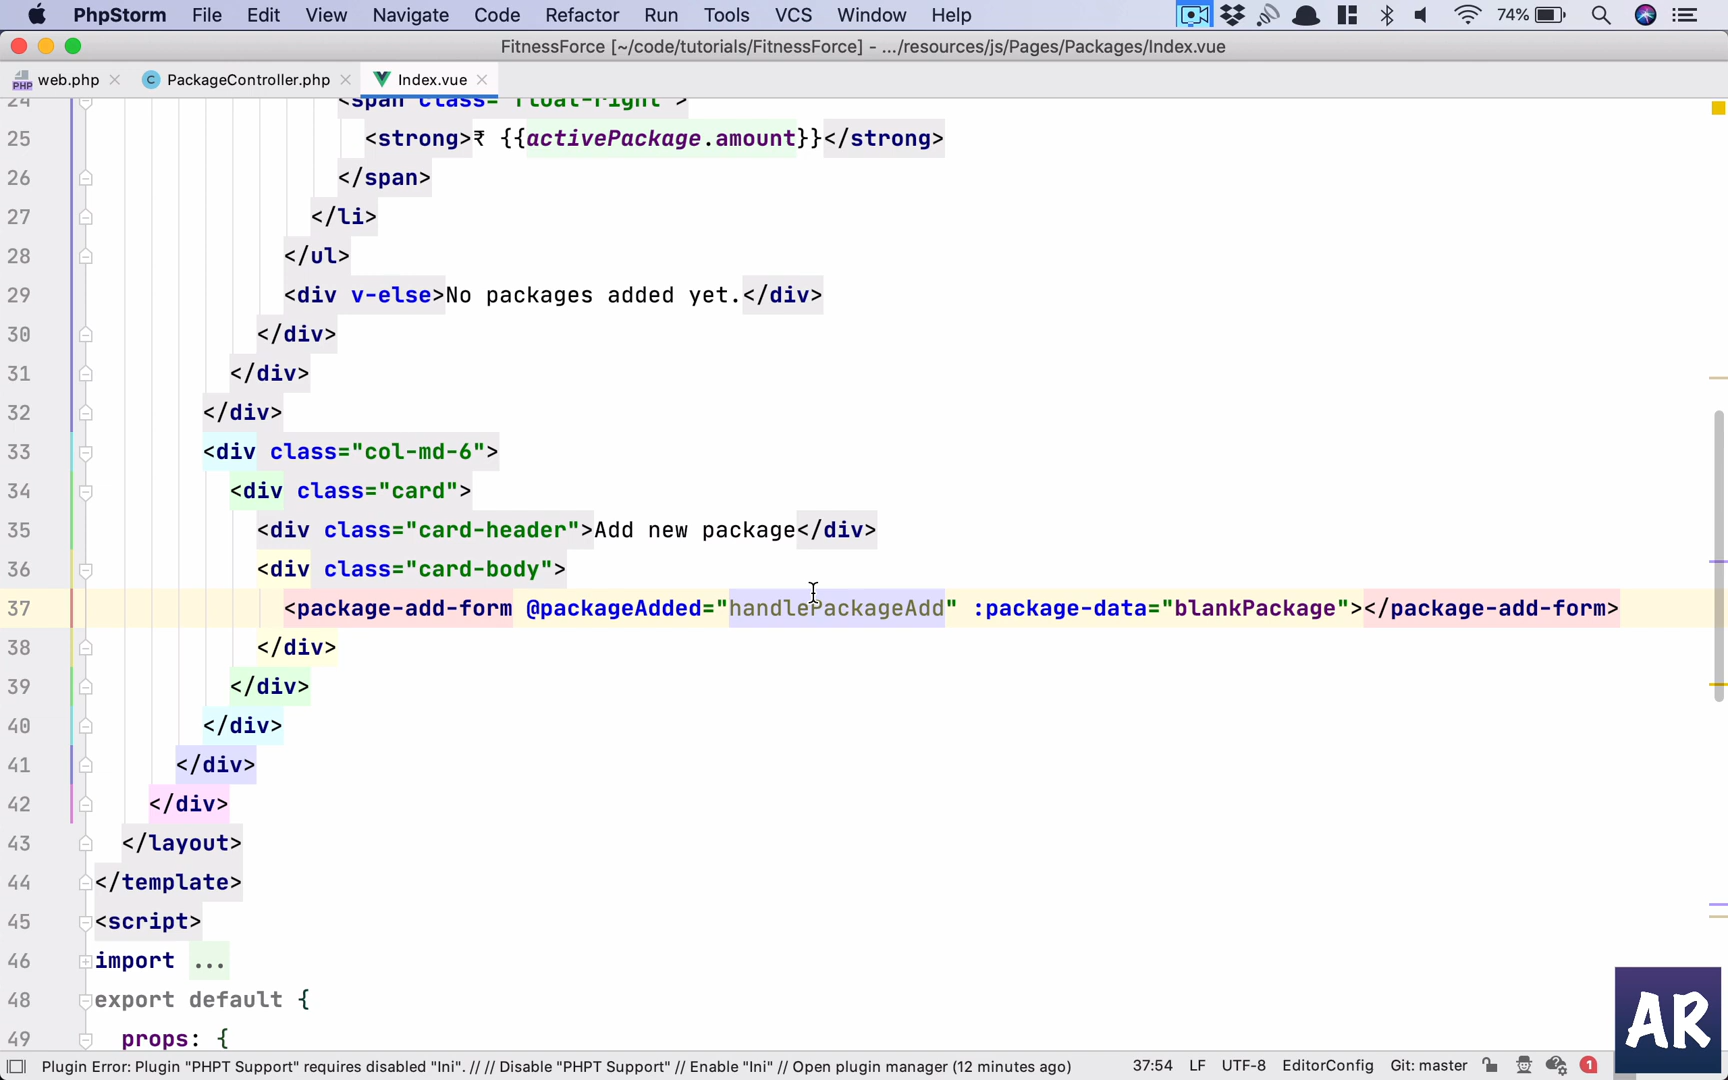 PhpStorm File Edit View Navigate Code Refactor Run Tools VCS Window Help 74%
FitnessForce [~/code/tutorials/FitnessForce] - .../resources/js/Pages/Packages/Index.vue
web.php PackageController.php Index.vue
24 <span class="float-right">
25 <strong>₹ {{activePackage.amount}}</strong>
26 </span>
27 </li>
28 </ul>
29 <div v-else>No packages added yet.</div>
30 </div>
31 </div>
32 </div>
33 <div class="col-md-6">
34 <div class="card">
35 <div class="card-header">Add new package</div>
36 <div class="card-body">
37 <package-add-form @packageAdded="handlePackageAdd" :package-data="blankPackage"></package-add-form>
38 </div>
39 </div>
40 </div>
41 </div>
42 </div>
43 </layout>
44 </template>
45 <script>
46 import ...
48 export default {
49 props: {
AR
Plugin Error: Plugin "PHPT Support" requires disabled "Ini". // // Disable "PHPT Support" // Enable "Ini" // Open plugin manager (12 minutes ago) 37:54 LF UTF-8 EditorConfig Git: master 1